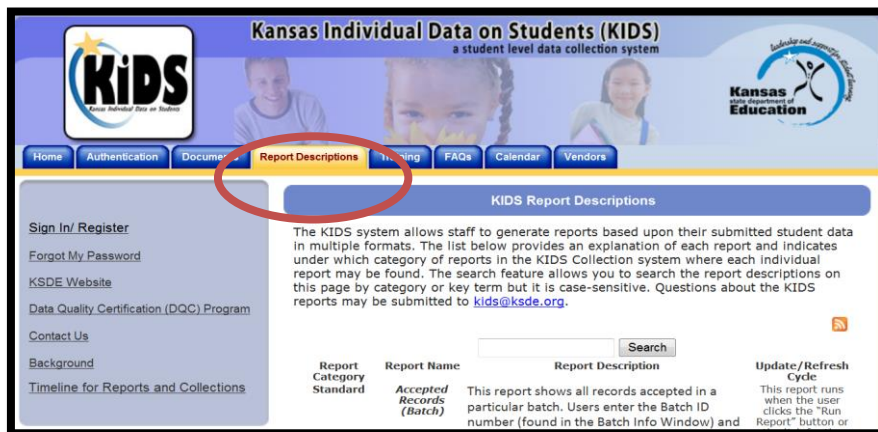 Kansas Individual Data on Students (KIDS)
a student level data collection system
KiDS
Kansas Individual Data on Students
Kansas
state department of
Education
Home
Authentication
Report Descriptions
FAQs
Calendar
Vendors
KIDS Report Descriptions
Sign In/ Register
Forgot My Password
KSDE Website
Data Quality Certification (DQC) Program
Contact Us
Background
Timeline for Reports and Collections
The KIDS system allows staff to generate reports based upon their submitted student data
in multiple formats. The list below provides an explanation of each report and indicates
under which category of reports in the KIDS Collection system where each individual
report may be found. The search feature allows you to search the report descriptions on
this page by category or key term but it is case-sensitive. Questions about the KIDS
reports may be submitted to kids@ksde.org.
Search
Report Category
Report Name
Report Description
Update/Refresh Cycle
Standard
Accepted
Records
(Batch)
This report shows all records accepted in a
particular batch. Users enter the Batch ID
number (found in the Batch Info Window) and
This report runs
when the user
clicks the "Run
Report" button or